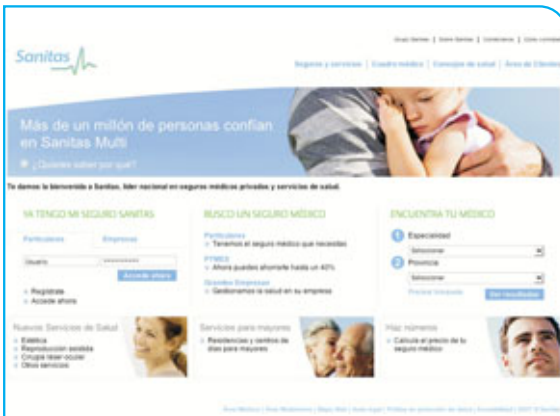 Sanitas
Seguros y servicios | Cuadro médico | Consejos de salud | Área de Clientes
Más de un millón de personas confían
en Sanitas Multi
¿Quieres saber por qué?
Te damos la bienvenida a Sanitas, líder nacional en seguros médicos privados y servicios de salud.
YA TENGO MI SEGURO SANITAS
Particulares Empresas
Usuario **********
Accede ahora
Regístrate
Accede ahora
BUSCO UN SEGURO MÉDICO
Particulares
Tenemos el seguro médico que necesitas
PYMES
Ahora puedes ahorrarte hasta un 40%
Grandes Empresas
Gestionamos la salud en su empresa
ENCUENTRA TU MÉDICO
1 Especialidad
Seleccionar
2 Provincia
Seleccionar
Ver resultados
Nuevos Servicios de Salud
Estética
Reproducción asistida
Cirugía láser ocular
Otros servicios
Servicios para mayores
Residencias y centros de
días para mayores
Haz números
Calcula el precio de tu
seguro médico